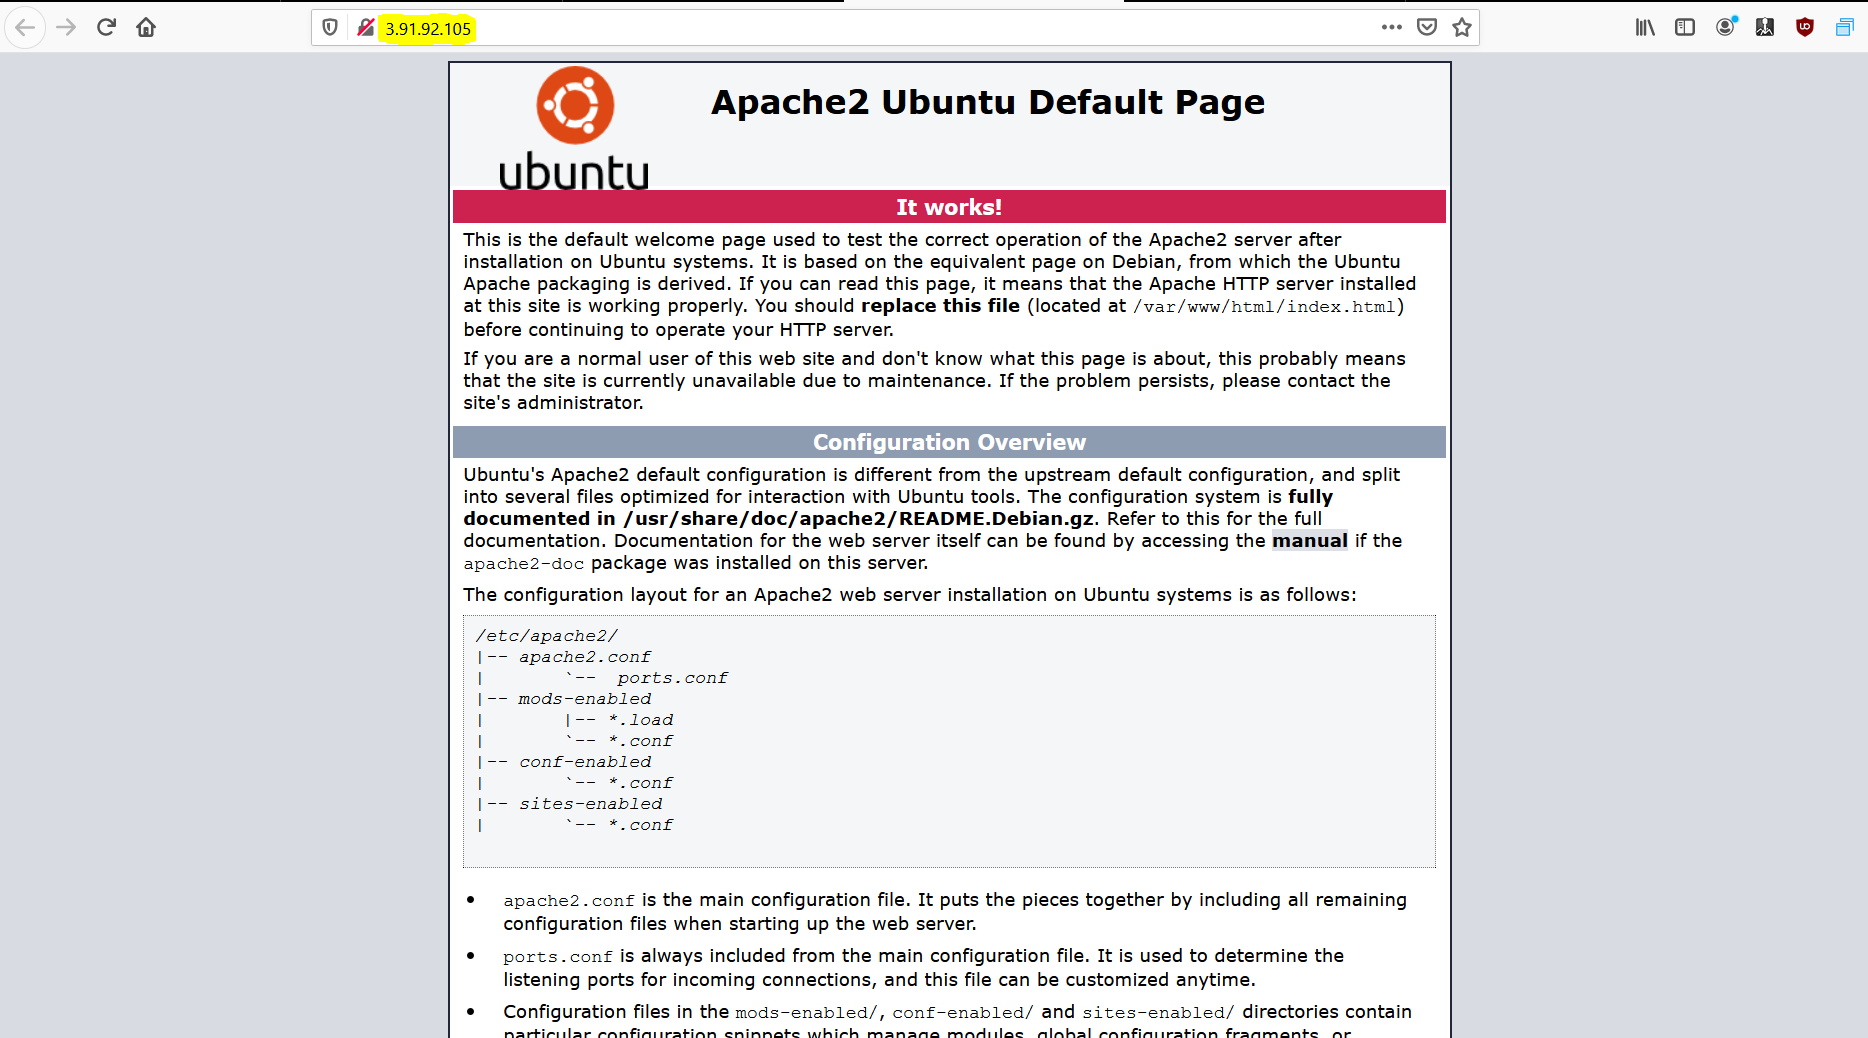 3.91.92.105
Apache2 Ubuntu Default Page
ubuntu
It works!
This is the default welcome page used to test the correct operation of the Apache2 server after
installation on Ubuntu systems. It is based on the equivalent page on Debian, from which the Ubuntu
Apache packaging is derived. If you can read this page, it means that the Apache HTTP server installed
at this site is working properly. You should replace this file (located at /var/www/html/index.html)
before continuing to operate your HTTP server.
If you are a normal user of this web site and don't know what this page is about, this probably means
that the site is currently unavailable due to maintenance. If the problem persists, please contact the
site's administrator.
Configuration Overview
Ubuntu's Apache2 default configuration is different from the upstream default configuration, and split
into several files optimized for interaction with Ubuntu tools. The configuration system is fully
documented in /usr/share/doc/apache2/README.Debian.gz. Refer to this for the full
documentation. Documentation for the web server itself can be found by accessing the manual if the
apache2-doc package was installed on this server.
The configuration layout for an Apache2 web server installation on Ubuntu systems is as follows:
/etc/apache2/
|-- apache2.conf
|       `--  ports.conf
|-- mods-enabled
|       |-- *.load
|       `-- *.conf
|-- conf-enabled
|       `-- *.conf
|-- sites-enabled
|       `-- *.conf
• apache2.conf is the main configuration file. It puts the pieces together by including all remaining
configuration files when starting up the web server.
• ports.conf is always included from the main configuration file. It is used to determine the
listening ports for incoming connections, and this file can be customized anytime.
• Configuration files in the mods-enabled/, conf-enabled/ and sites-enabled/ directories contain
particular configuration snippets which manage modules, global configuration fragments, or